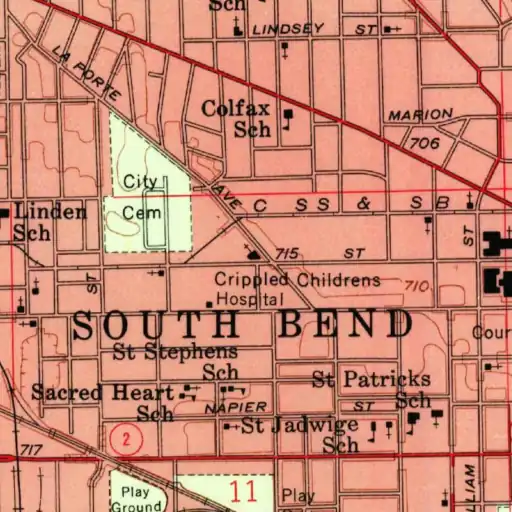 Sch
LINDSEY ST
LA PORTE
Colfax
Sch
MARION
706
City
Cem
AVE
C SS & SB
Linden
Sch
715 ST
ST
Crippled Childrens
Hospital
710
ST
SOUTH BEND
Cour
St Stephens
Sch
St Patricks
Sch
Sacred Heart
Sch
NAPIER ST
St Jadwige
Sch
2
717
Play
Ground
11
Play
LLIAM